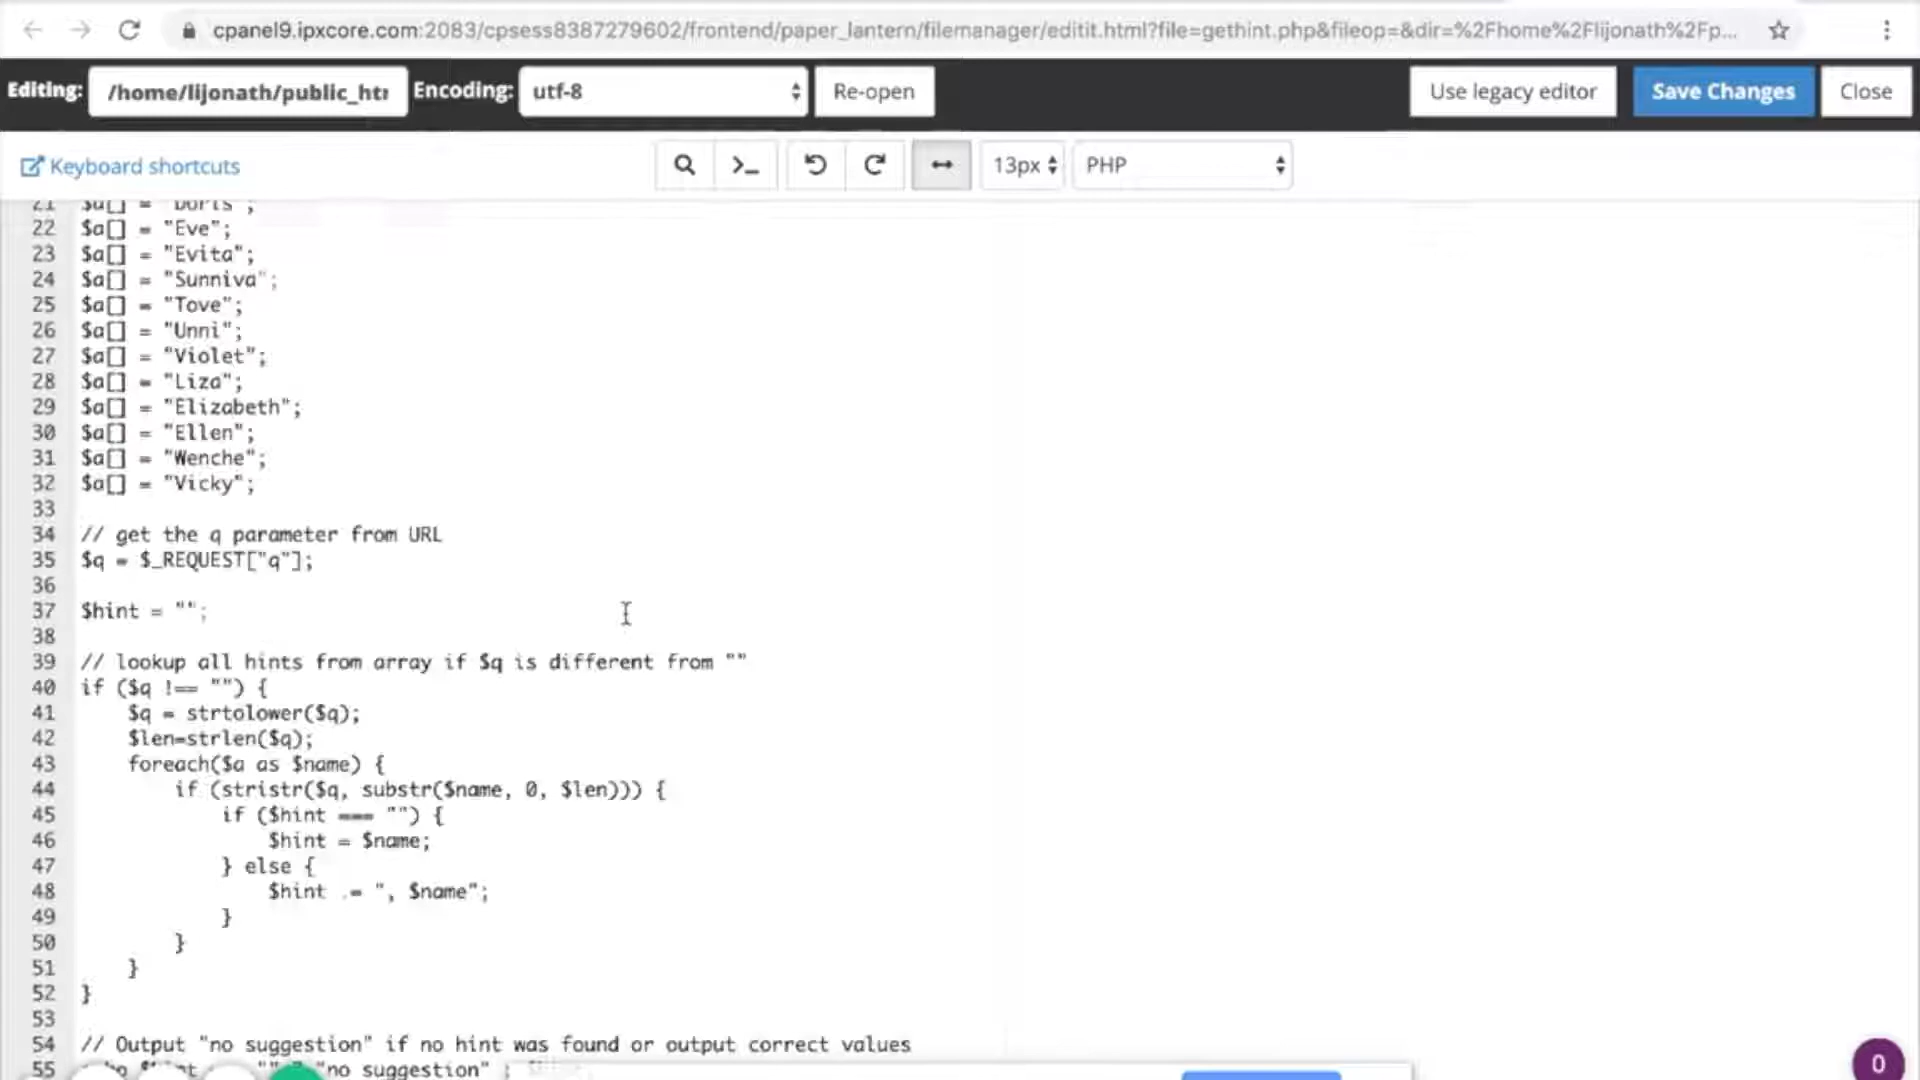 cpanel9.ipxcore.com:2083/cpsess8387279602/frontend/paper_lantern/filemanager/editit.html?file=gethint.php&fileop=&dir=%2Fhome%2Flijonath%2Fp...
Editing: /home/lijonath/public_htı Encoding: utf-8 Re-open Use legacy editor Save Changes Close
Keyboard shortcuts 13px PHP
21 $a[] = "Doris";
22 $a[] = "Eve";
23 $a[] = "Evita";
24 $a[] = "Sunniva";
25 $a[] = "Tove";
26 $a[] = "Unni";
27 $a[] = "Violet";
28 $a[] = "Liza";
29 $a[] = "Elizabeth";
30 $a[] = "Ellen";
31 $a[] = "Wenche";
32 $a[] = "Vicky";
33
34 // get the q parameter from URL
35 $q = $_REQUEST["q"];
36
37 $hint = "";
38
39 // lookup all hints from array if $q is different from ""
40 if ($q !== "") {
41 $q = strtolower($q);
42 $len=strlen($q);
43 foreach($a as $name) {
44 if (stristr($q, substr($name, 0, $len))) {
45 if ($hint === "") {
46 $hint = $name;
47 } else {
48 $hint .= ", $name";
49 }
50 }
51 }
52 }
53
54 // Output "no suggestion" if no hint was found or output correct values
55 "no suggestion" :
0